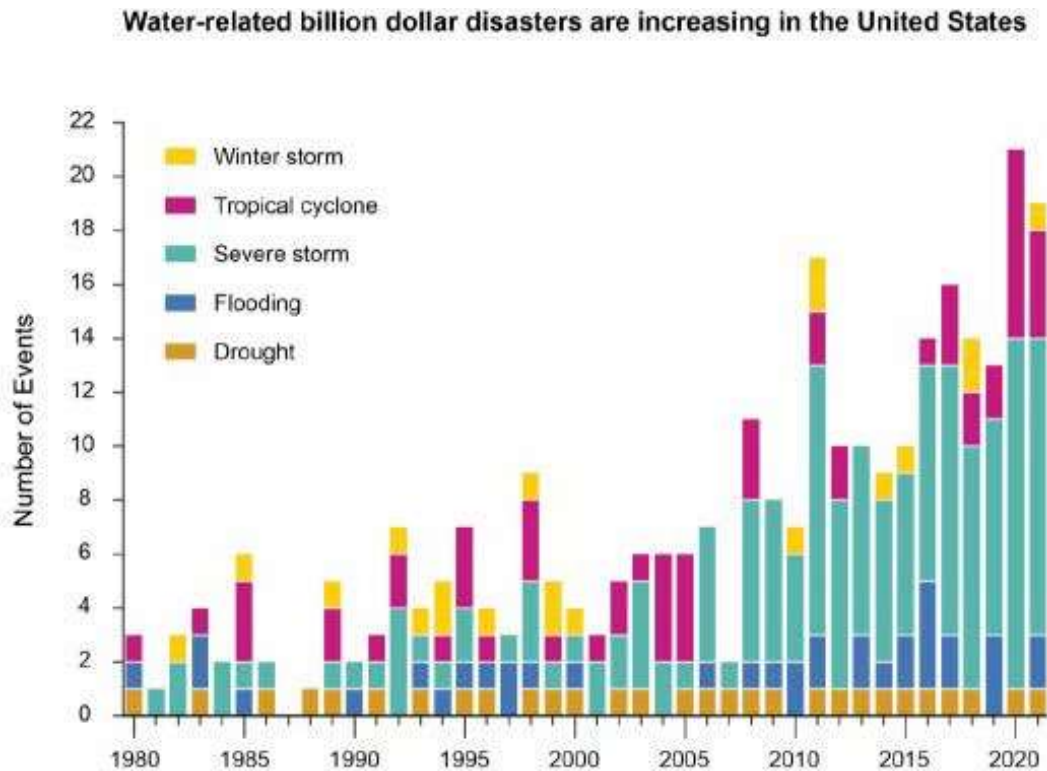 Water-related billion dollar disasters are increasing in the United States
22
20
18
16
14
12
10
8
6
4
2
0
Number of Events
Winter storm
Tropical cyclone
Severe storm
Flooding
Drought
1980 1985 1990 1995 2000 2005 2010 2015 2020